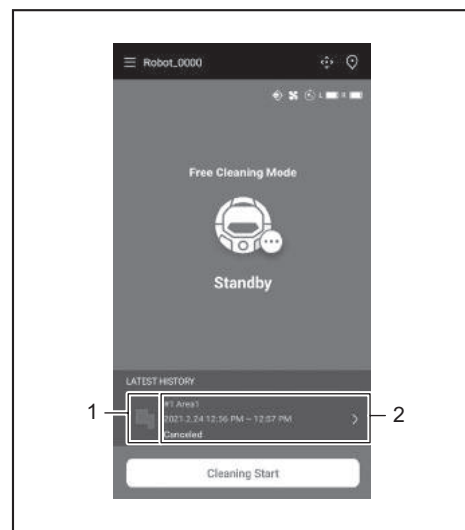 Robot_0000
L R
Free Cleaning Mode
Standby
LATEST HISTORY
#1 Area1
2021.2.24 12:56 PM ~ 12:57 PM
Canceled
1
2
Cleaning Start